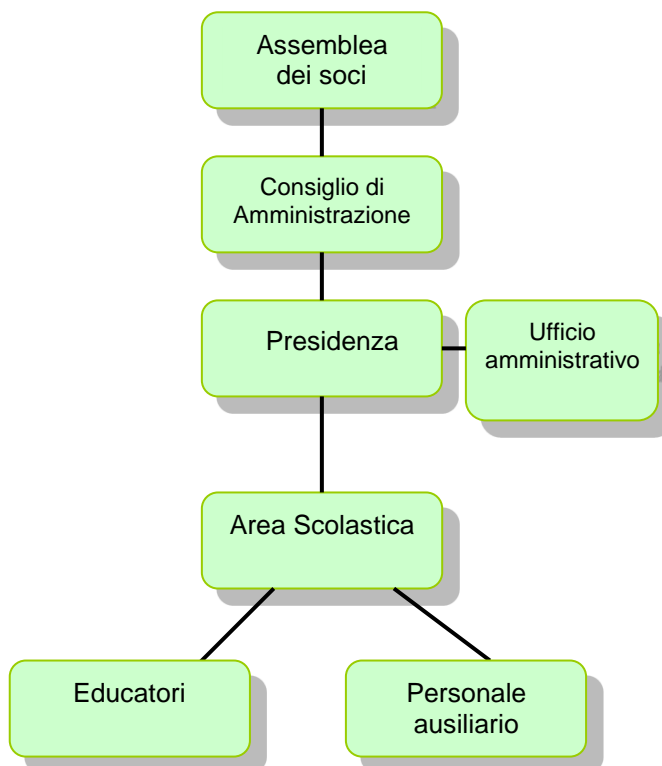 Assemblea
dei soci
Consiglio di
Amministrazione
Presidenza
Ufficio
amministrativo
Area Scolastica
Educatori
Personale
ausiliario